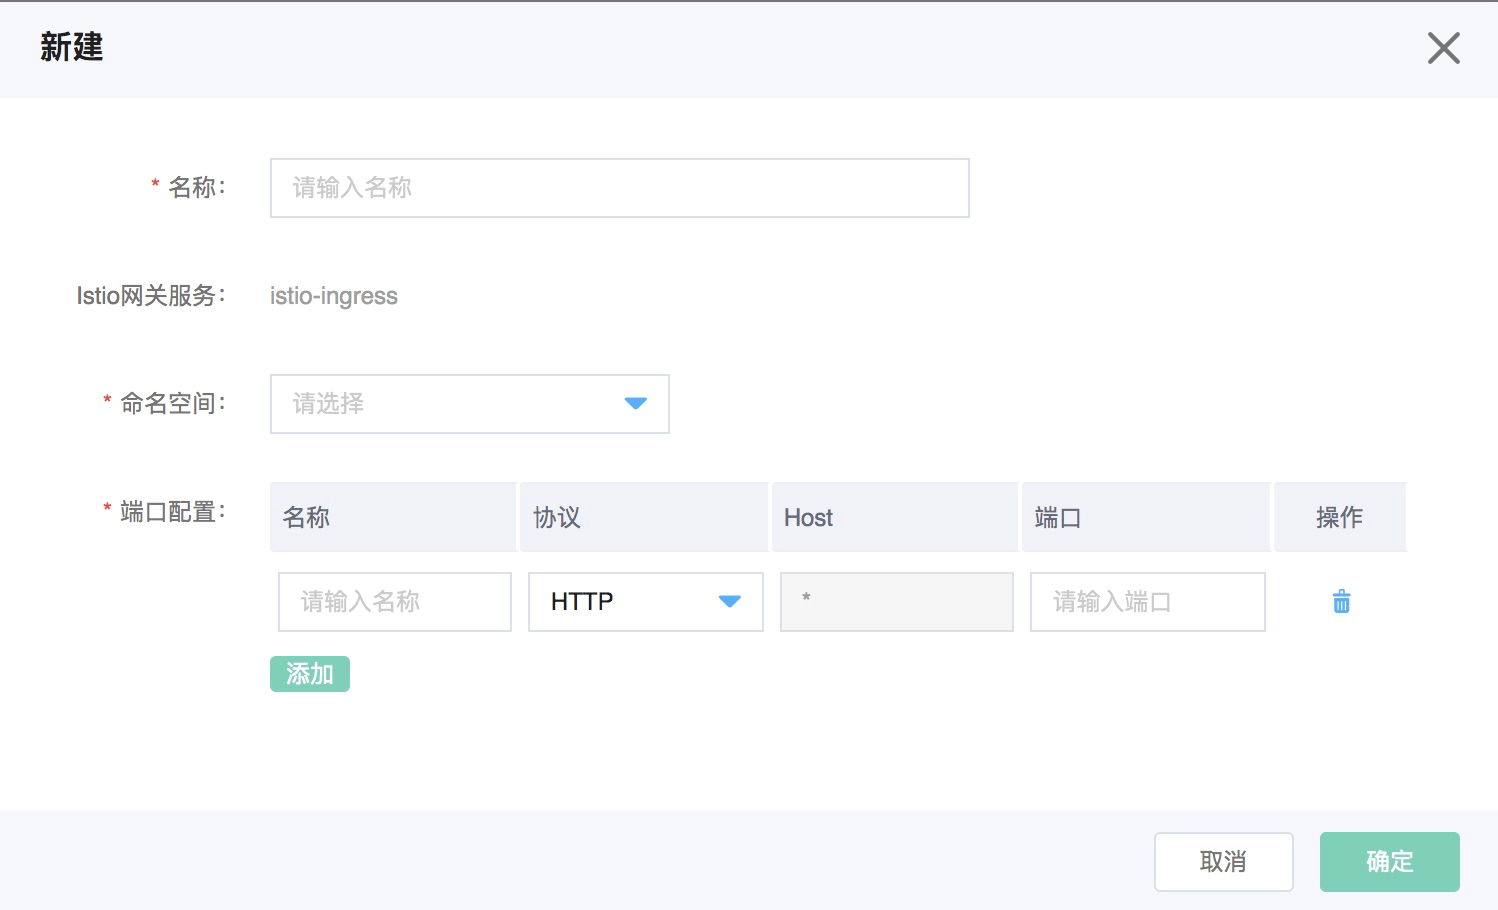 新建
* 名称：
请输入名称
Istio网关服务：
istio-ingress
* 命名空间：
请选择
* 端口配置：
名称 协议 Host 端口 操作
请输入名称 HTTP * 请输入端口
添加
取消 确定